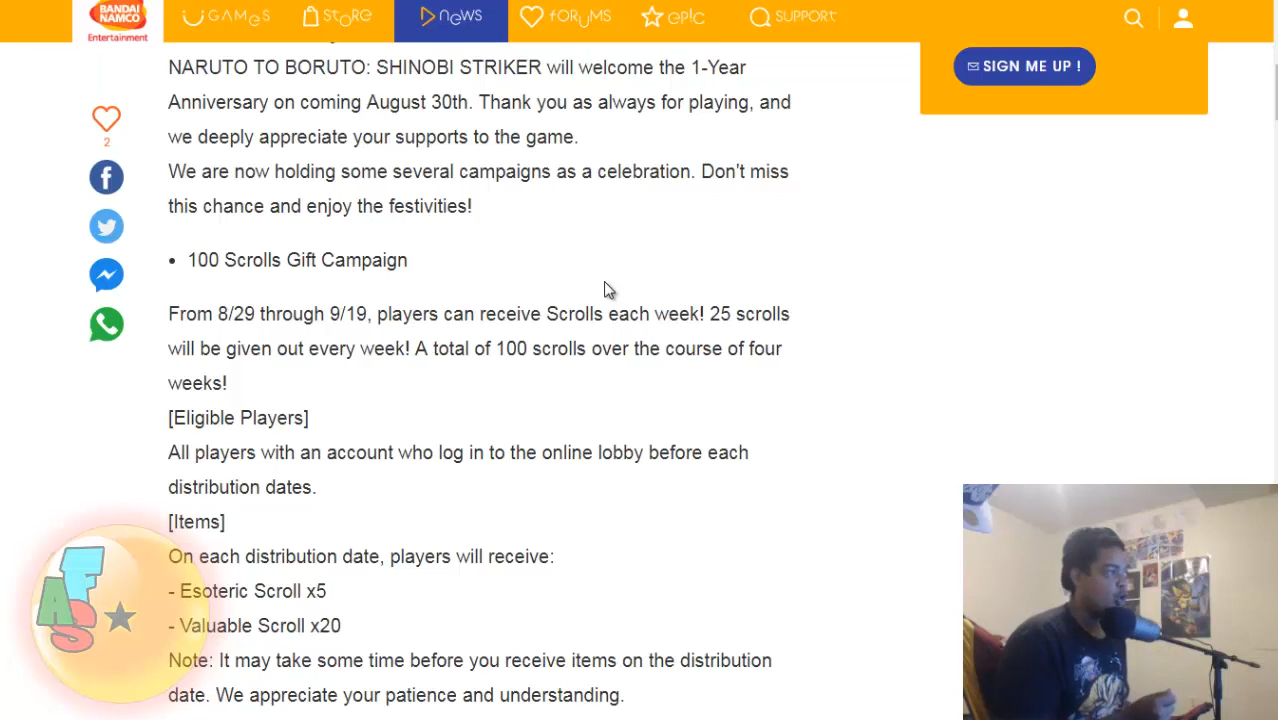 BANDAI
NAMCO
Entertainment
GAMES
STORE
NEWS
FORUMS
EPIC
SUPPORT
SIGN ME UP !
NARUTO TO BORUTO: SHINOBI STRIKER will welcome the 1-Year
Anniversary on coming August 30th. Thank you as always for playing, and
we deeply appreciate your supports to the game.
We are now holding some several campaigns as a celebration. Don't miss
this chance and enjoy the festivities!
2
• 100 Scrolls Gift Campaign
From 8/29 through 9/19, players can receive Scrolls each week! 25 scrolls
will be given out every week! A total of 100 scrolls over the course of four
weeks!
[Eligible Players]
All players with an account who log in to the online lobby before each
distribution dates.
[Items]
On each distribution date, players will receive:
- Esoteric Scroll x5
- Valuable Scroll x20
Note: It may take some time before you receive items on the distribution
date. We appreciate your patience and understanding.
AFS